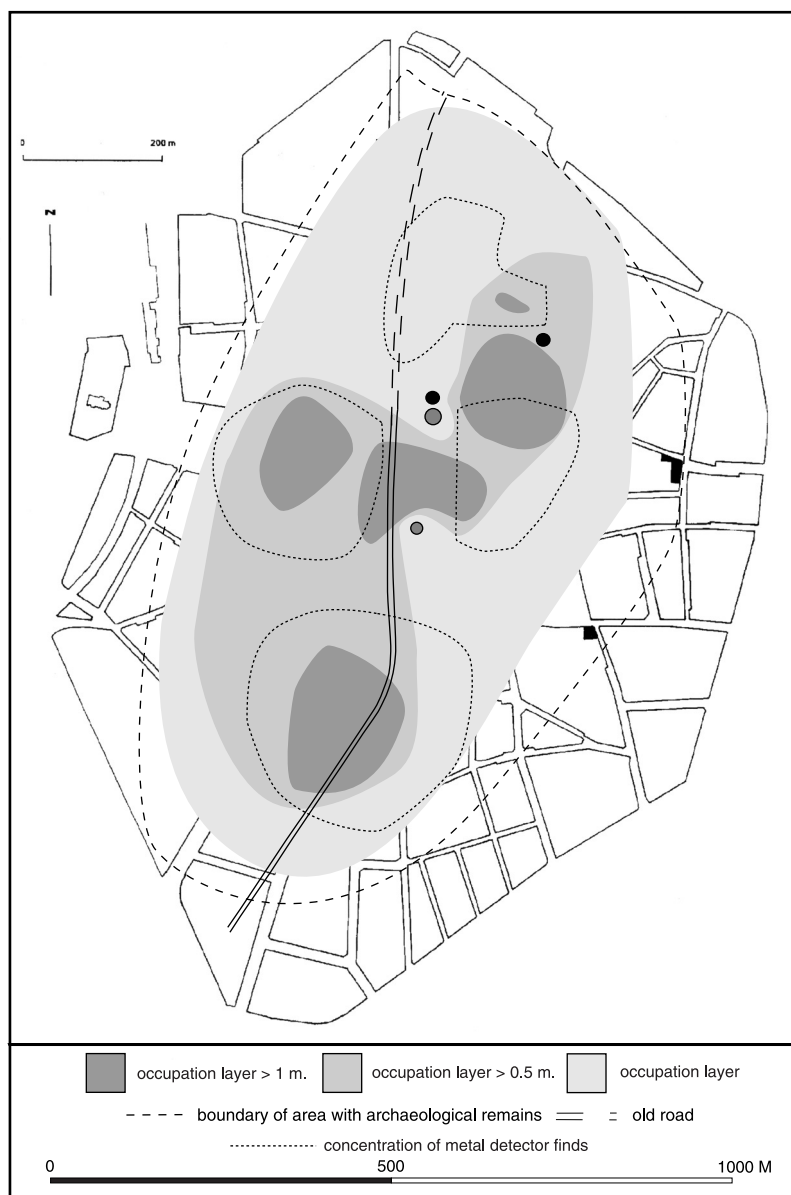 0 200 m
N
occupation layer > 1 m. occupation layer > 0.5 m. occupation layer
boundary of area with archaeological remains old road
concentration of metal detector finds
0 500 1000 M